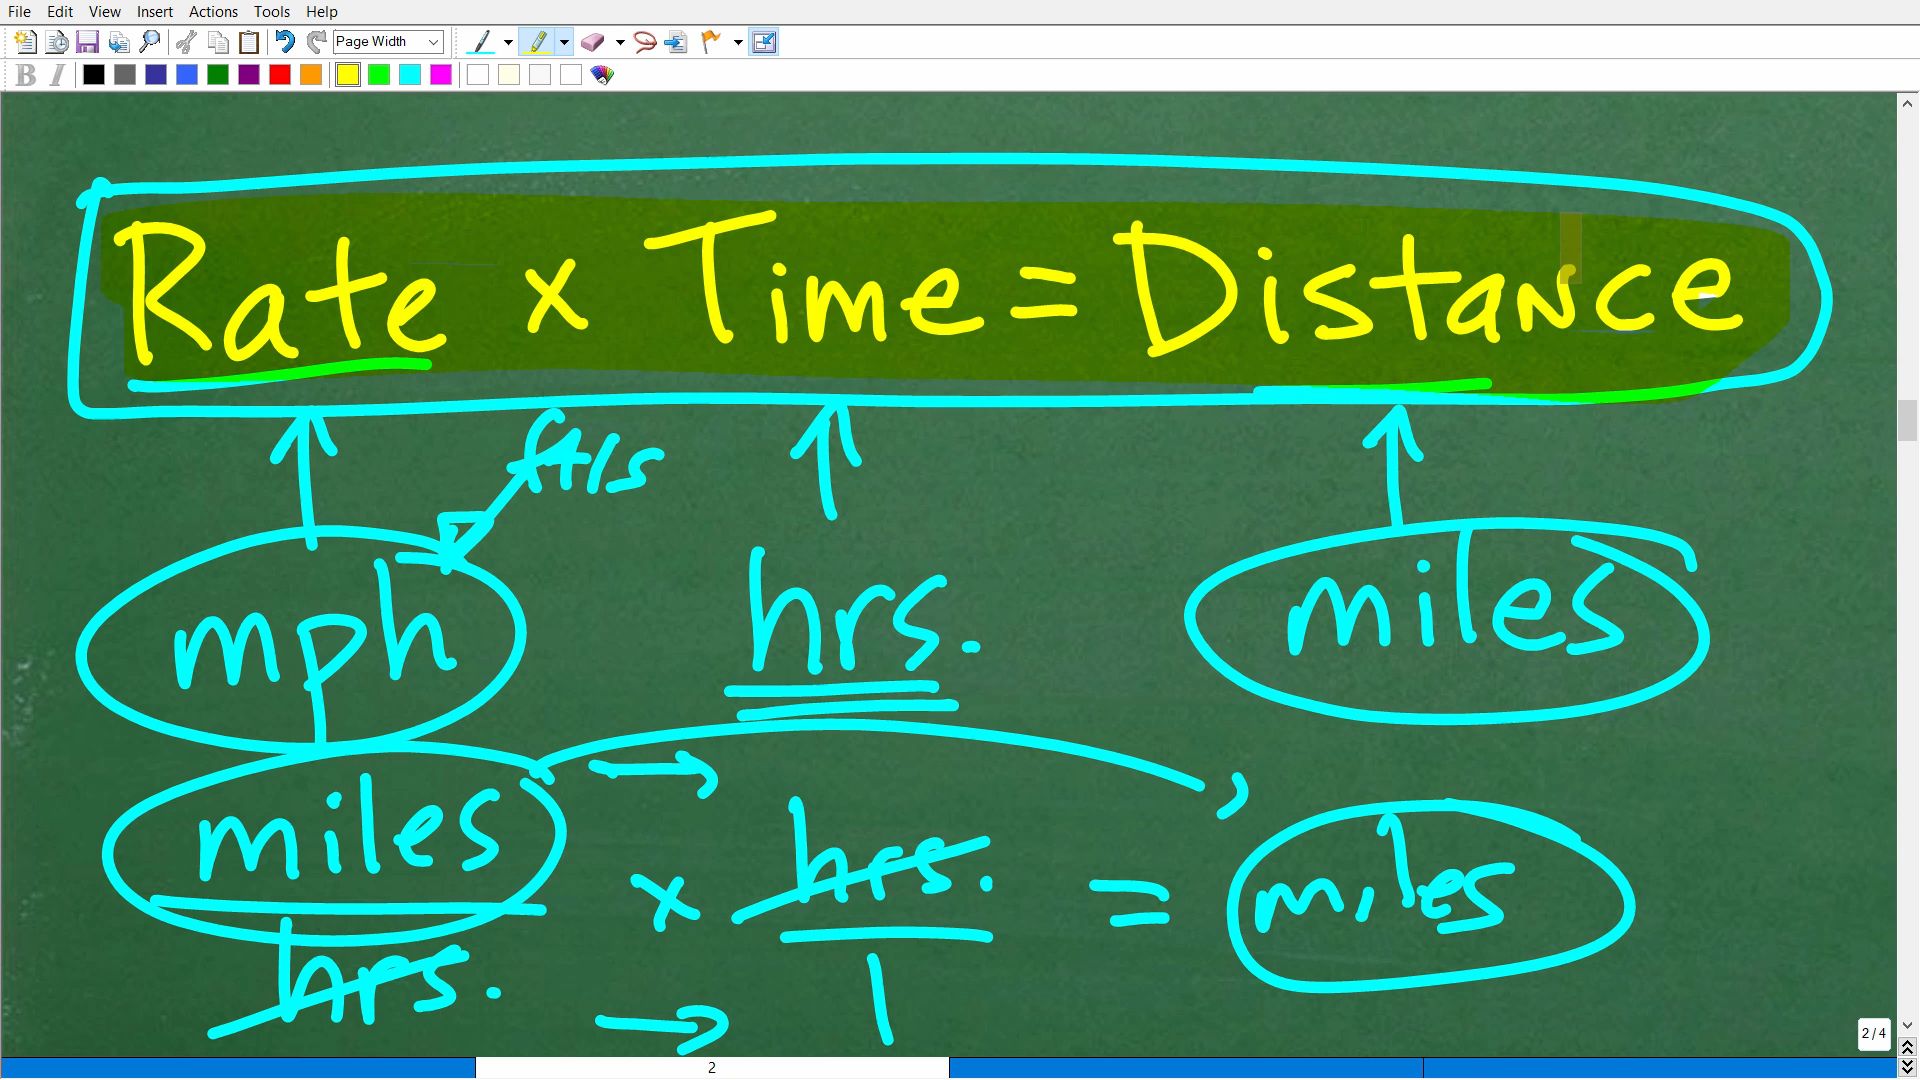 File Edit View Insert Actions Tools Help
Page Width
B I
Rate x Time = Distance
ft/s
mph hrs. miles
miles x hrs. = miles
hrs. 1
2 / 4
2